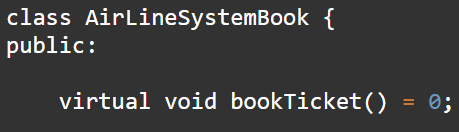 class AirLineSystemBook {
public:
virtual void bookTicket() = 0;